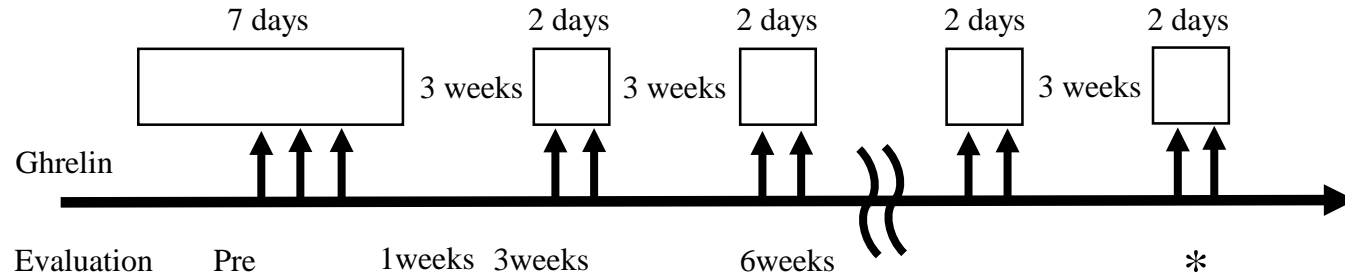 7 days 2 days 2 days 2 days 2 days
3 weeks 3 weeks 3 weeks
Ghrelin
Evaluation Pre 1weeks 3weeks 6weeks *